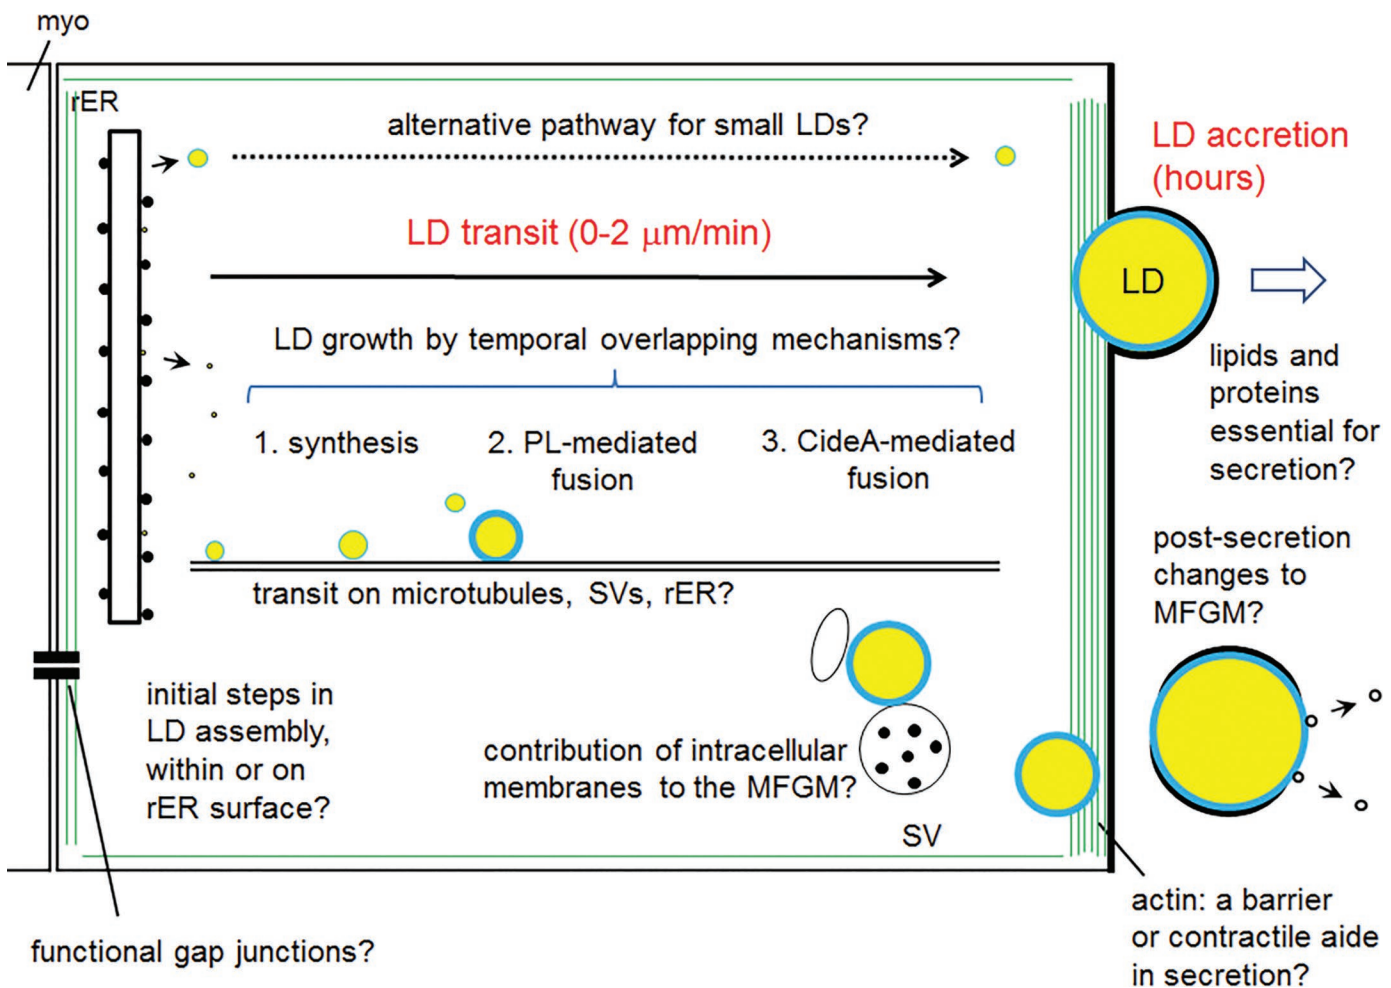 myo
rER
alternative pathway for small LDs?
LD accretion
(hours)
LD transit (0-2 μm/min)
LD
LD growth by temporal overlapping mechanisms?
lipids and
proteins
essential for
secretion?
1. synthesis
2. PL-mediated
fusion
3. CideA-mediated
fusion
post-secretion
changes to
MFGM?
transit on microtubules, SVs, rER?
initial steps in
LD assembly,
within or on
rER surface?
contribution of intracellular
membranes to the MFGM?
SV
actin: a barrier
or contractile aide
in secretion?
functional gap junctions?